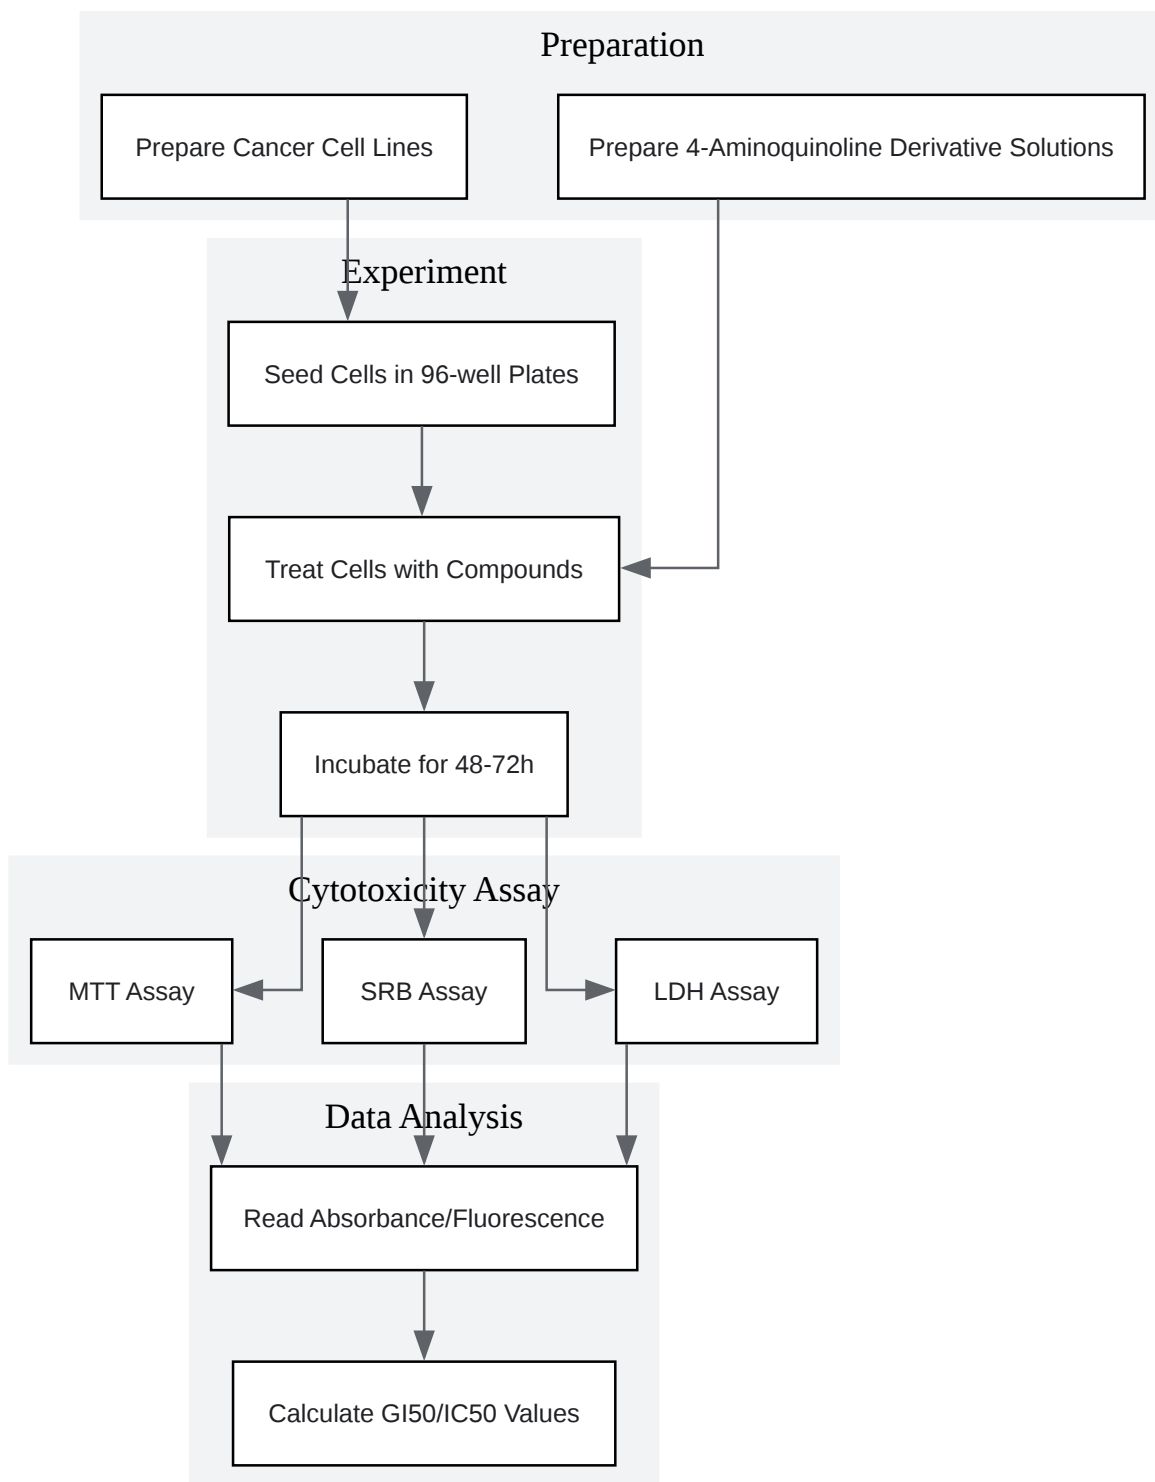 Preparation
Prepare Cancer Cell Lines
Prepare 4-Aminoquinoline Derivative Solutions
Experiment
Seed Cells in 96-well Plates
Treat Cells with Compounds
Incubate for 48-72h
Cytotoxicity Assay
MTT Assay
SRB Assay
LDH Assay
Data Analysis
Read Absorbance/Fluorescence
Calculate GI50/IC50 Values